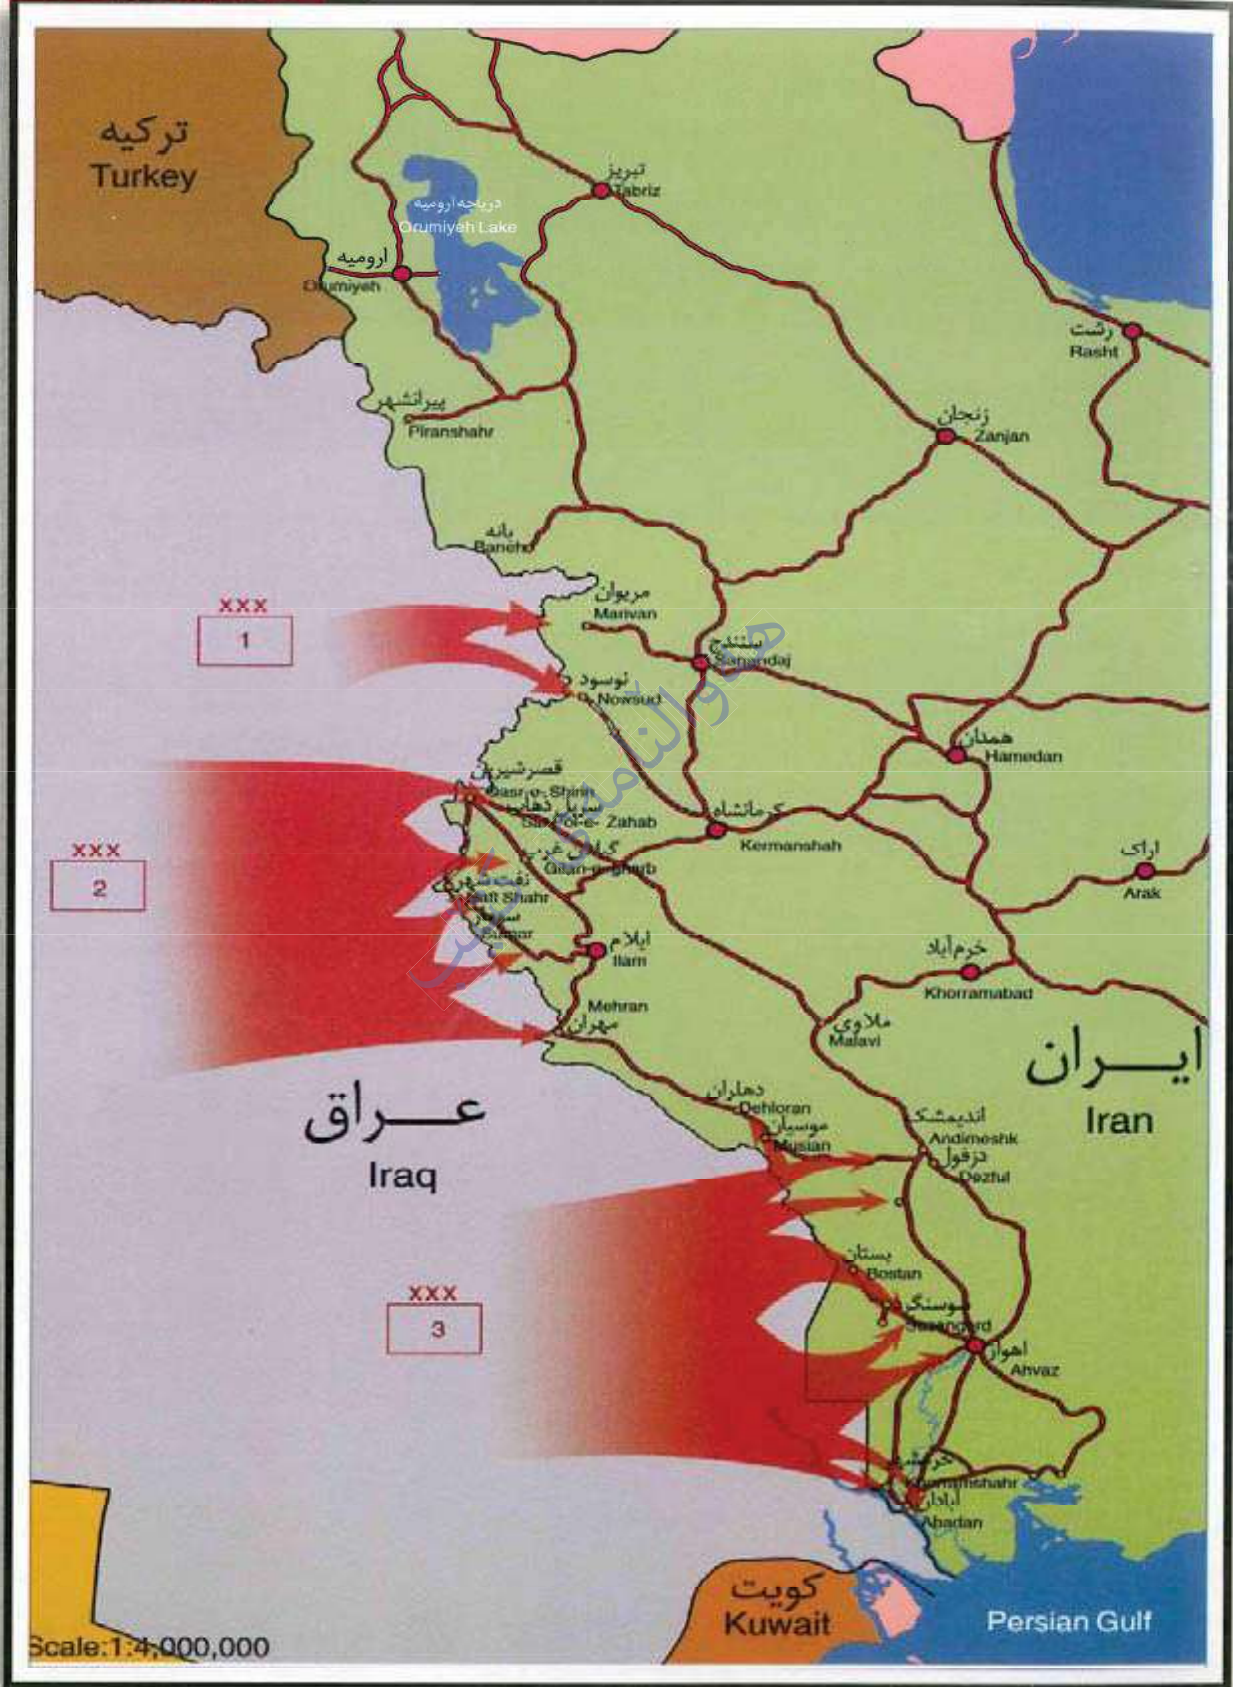 ترکیه
Turkey
تبریز
Tabriz
دریاچه ارومیه
Orumiyeh Lake
ارومیه
Orumiyeh
رشت
Rasht
پیرانشهر
Piranshahr
زنجان
Zanjan
بانه
Baneh
مریوان
Marivan
XXX
1
سنندج
Sanandaj
نوسود
Nowsud
همدان
Hamedan
قصرشیرین
Qasr-e-Shirin
سرپل ذهاب
Sar Pol-e- Zahab
کرمانشاه
Kermanshah
XXX
2
گیلان غرب
Gilan-e-gharb
اراک
Arak
نفت شهر
Naft Shahr
سومار
Sumar
ایلام
Ilam
خرم‌آباد
Khorramabad
Mehran
مهران
ملاوی
Malavi
ایـــران
Iran
دهلران
Dehloran
عـــراق
Iraq
موسیان
Musian
اندیمشک
Andimeshk
دزفول
Dezful
بستان
Bostan
XXX
3
سوسنگرد
Susangerd
اهواز
Ahvaz
خرمشهر
Khorramshahr
آبادان
Abadan
کویت
Kuwait
Persian Gulf
Scale:1:4,000,000